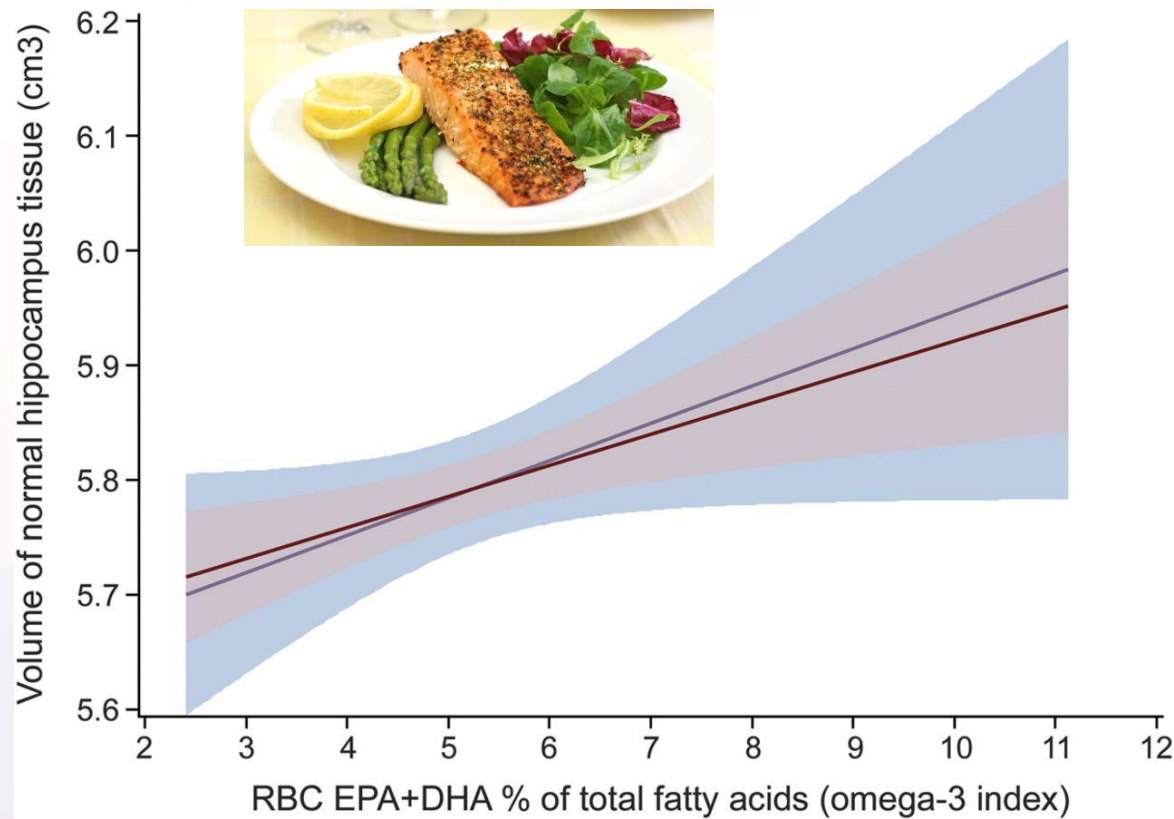 Volume of normal hippocampus tissue (cm3)
6.2
6.1
6.0
5.9
5.8
5.7
5.6
2 3 4 5 6 7 8 9 10 11 12
RBC EPA+DHA % of total fatty acids (omega-3 index)